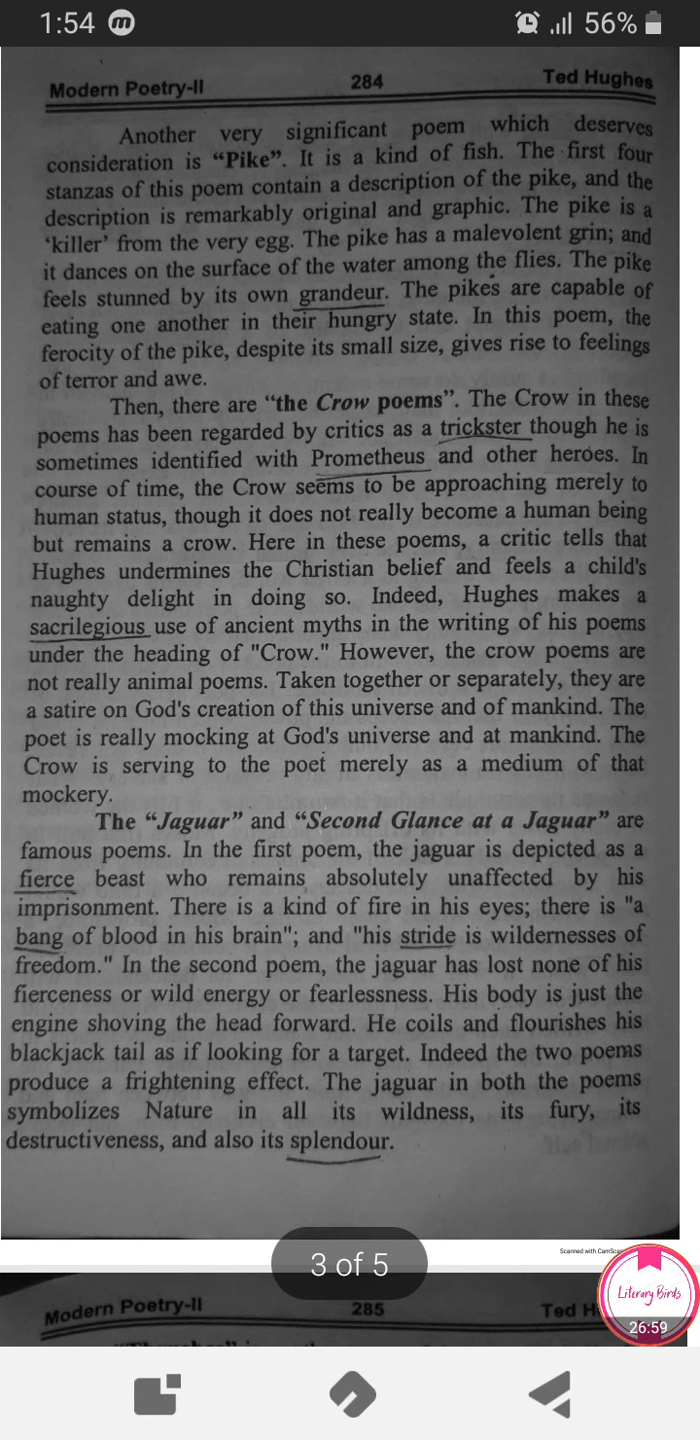 1:54 m 56%
Modern Poetry-II 284 Ted Hughes
Another very significant poem which deserves
consideration is “Pike”. It is a kind of fish. The first four
stanzas of this poem contain a description of the pike, and the
description is remarkably original and graphic. The pike is a
‘killer’ from the very egg. The pike has a malevolent grin; and
it dances on the surface of the water among the flies. The pike
feels stunned by its own grandeur. The pikes are capable of
eating one another in their hungry state. In this poem, the
ferocity of the pike, despite its small size, gives rise to feelings
of terror and awe.
Then, there are “the Crow poems”. The Crow in these
poems has been regarded by critics as a trickster though he is
sometimes identified with Prometheus and other heroes. In
course of time, the Crow seems to be approaching merely to
human status, though it does not really become a human being
but remains a crow. Here in these poems, a critic tells that
Hughes undermines the Christian belief and feels a child's
naughty delight in doing so. Indeed, Hughes makes a
sacrilegious use of ancient myths in the writing of his poems
under the heading of "Crow." However, the crow poems are
not really animal poems. Taken together or separately, they are
a satire on God's creation of this universe and of mankind. The
poet is really mocking at God's universe and at mankind. The
Crow is serving to the poet merely as a medium of that
mockery.
The “Jaguar” and “Second Glance at a Jaguar” are
famous poems. In the first poem, the jaguar is depicted as a
fierce beast who remains absolutely unaffected by his
imprisonment. There is a kind of fire in his eyes; there is "a
bang of blood in his brain"; and "his stride is wildernesses of
freedom." In the second poem, the jaguar has lost none of his
fierceness or wild energy or fearlessness. His body is just the
engine shoving the head forward. He coils and flourishes his
blackjack tail as if looking for a target. Indeed the two poems
produce a frightening effect. The jaguar in both the poems
symbolizes Nature in all its wildness, its fury, its
destructiveness, and also its splendour.
Scanned with
3 of 5
Literary Birds
26:59
Modern Poetry-II 285 Ted